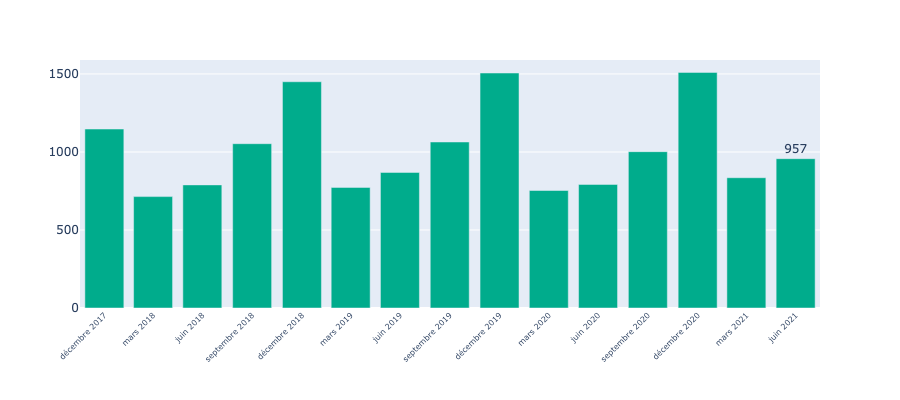 1500
1000
500
0
957
décembre 2017
mars 2018
juin 2018
septembre 2018
décembre 2018
mars 2019
juin 2019
septembre 2019
décembre 2019
mars 2020
juin 2020
septembre 2020
décembre 2020
mars 2021
juin 2021